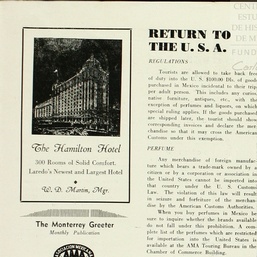 The Hamilton Hotel
300 Rooms of Solid Comfort.
Laredo's Newest and Largest Hotel
W. D. Martin, Mgr.
The Monterrey Greeter
Monthly Publication
RETURN TO
THE U. S. A.
REGULATIONS
Tourists are allowed to take back free
of duty into the U. S. $100.00 Dls. of goods
purchased in Mexico incidental to their trip
per adult person. This includes any curios,
native furniture, antiques, etc., with the
exception of perfumes and liquors, on which
special ruling applies. If the goods purchased
are shipped later, the tourist should show
corresponding invoices and declare the mer-
chandise so that it may cross the American
Customs under this exemption.
PERFUME
Any merchandise of foreign manufac-
ture which bears a trade-mark owned by a
citizen or by a corporation or association in
the United States cannot be imported into
that country under the U. S. Customs
Law. The violation of this law will result
in seizure and forfeiture of the merchan-
dise by the American Customs Authorities.
When you buy perfumes in Mexico be
sure to inquire whether the brands available
do not fall under this prohibition. A com-
plete list of the perfumes which are restricted
for importation into the United States is
available at the AMA Touring Bureau in the
Chamber of Commerce Building.